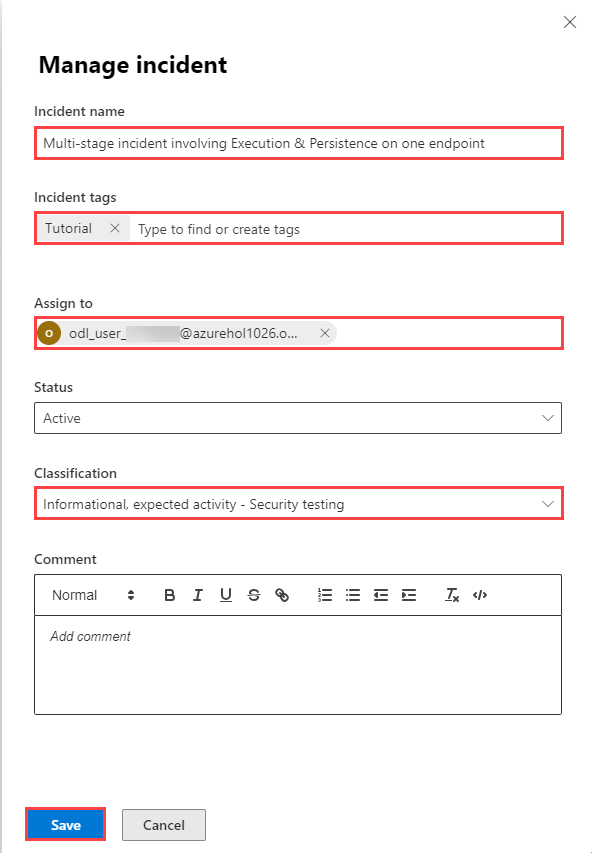 Manage incident
Incident name
Multi-stage incident involving Execution & Persistence on one endpoint
Incident tags
Tutorial
Type to find or create tags
Assign to
O odl_user_ @azurehol1026.o...
Status
Active
Classification
Informational, expected activity - Security testing
Comment
Normal B I U S
Add comment
Save Cancel